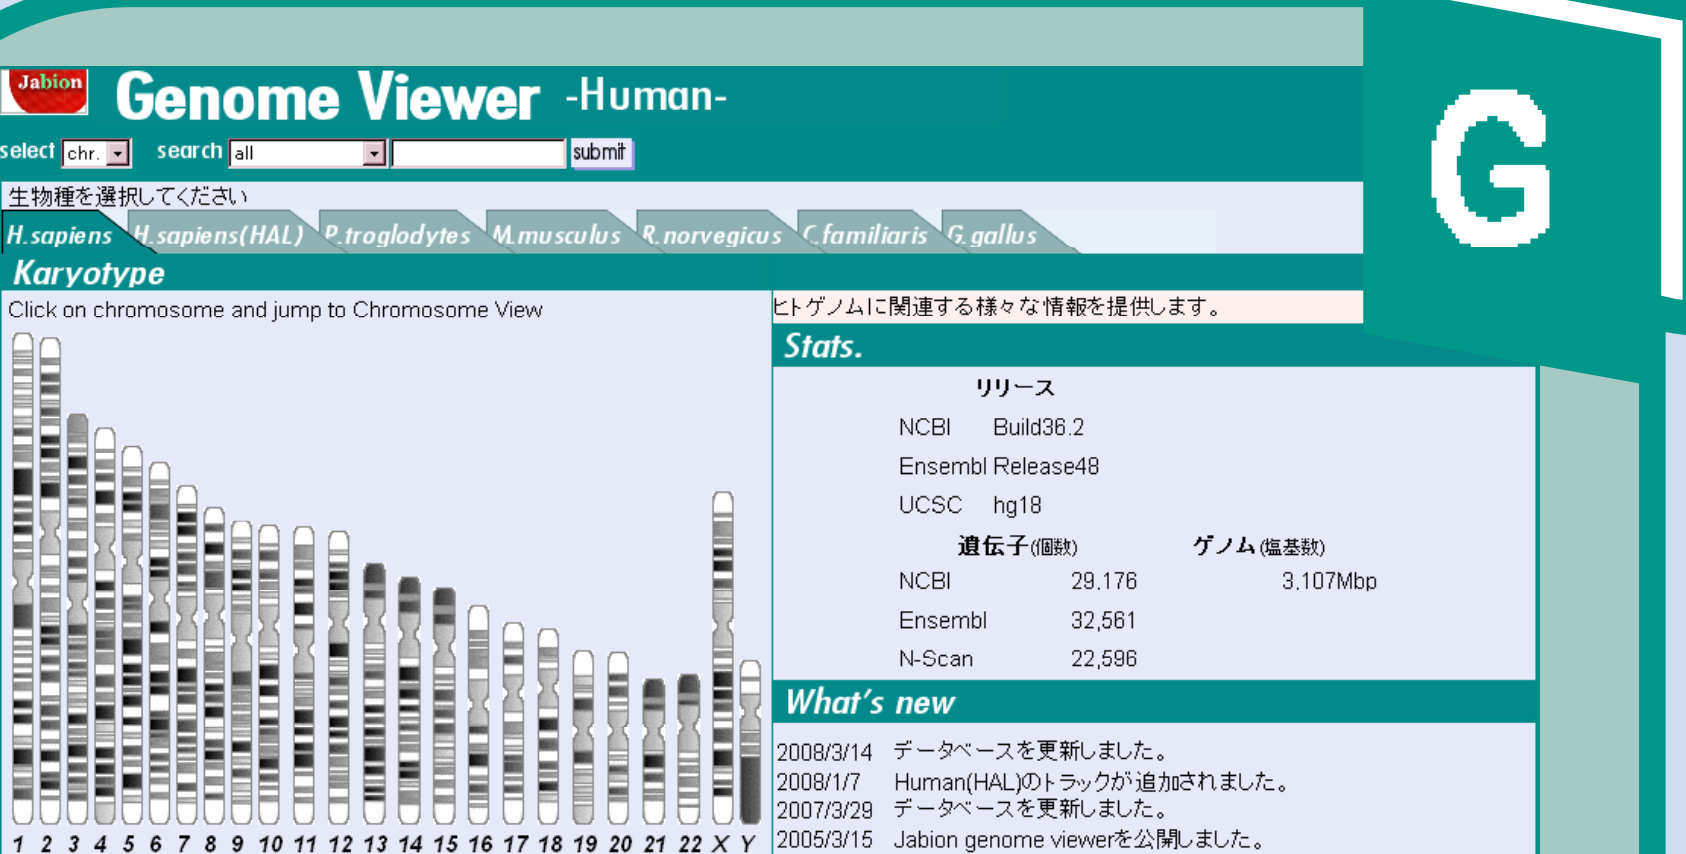 Jabion
Genome Viewer -Human-
G
select chr. search all submit
生物種を選択してください
H.sapiens H.sapiens(HAL) P.troglodytes M.musculus R.norvegicus C.familiaris G.gallus
Karyotype
Click on chromosome and jump to Chromosome View
1 2 3 4 5 6 7 8 9 10 11 12 13 14 15 16 17 18 19 20 21 22 X Y
ヒトゲノムに関連する様々な情報を提供します。
Stats.
リリース
NCBI Build36.2
Ensembl Release48
UCSC hg18
遺伝子(個数) ゲノム(塩基数)
NCBI 29,176 3,107Mbp
Ensembl 32,561
N-Scan 22,596
What's new
2008/3/14 データベースを更新しました。
2008/1/7 Human(HAL)のトラックが追加されました。
2007/3/29 データベースを更新しました。
2005/3/15 Jabion genome viewerを公開しました。